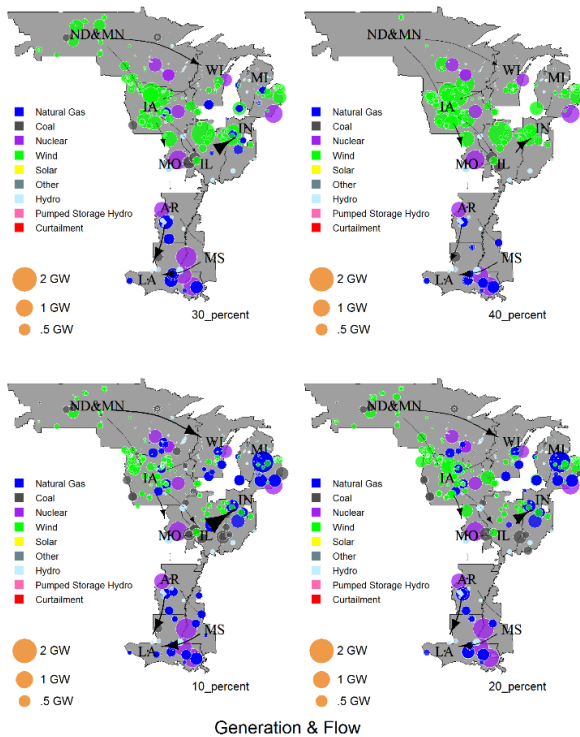 ND&MN
WI
MI
IA
IN
MO
IL
AR
MS
LA
Natural Gas
Coal
Nuclear
Wind
Solar
Other
Hydro
Pumped Storage Hydro
Curtailment
2 GW
1 GW
.5 GW
30_percent
ND&MN
WI
MI
IA
IN
MO
IL
AR
MS
LA
Natural Gas
Coal
Nuclear
Wind
Solar
Other
Hydro
Pumped Storage Hydro
Curtailment
2 GW
1 GW
.5 GW
40_percent
ND&MN
WI
MI
IA
IN
MO
IL
AR
MS
LA
Natural Gas
Coal
Nuclear
Wind
Solar
Other
Hydro
Pumped Storage Hydro
Curtailment
2 GW
1 GW
.5 GW
10_percent
ND&MN
WI
MI
IA
IN
MO
IL
AR
MS
LA
Natural Gas
Coal
Nuclear
Wind
Solar
Other
Hydro
Pumped Storage Hydro
Curtailment
2 GW
1 GW
.5 GW
20_percent
Generation & Flow